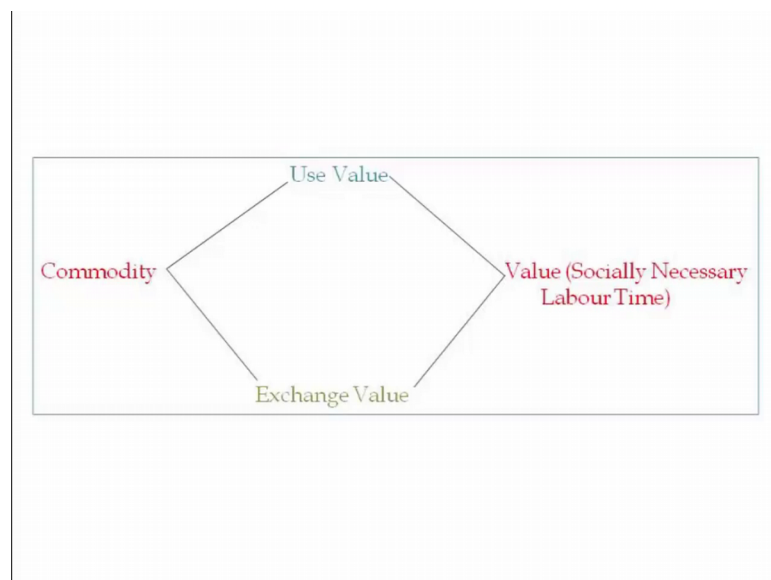 Use Value
Commodity
Value (Socially Necessary
Labour Time)
Exchange Value